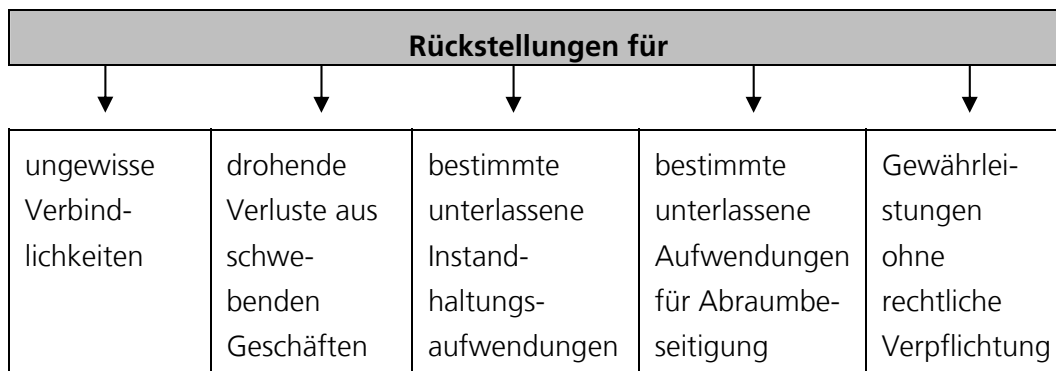 Rückstellungen für
ungewisse
Verbind-
lichkeiten
drohende
Verluste aus
schwe-
benden
Geschäften
bestimmte
unterlassene
Instand-
haltungs-
aufwendungen
bestimmte
unterlassene
Aufwendungen
für Abraumbe-
seitigung
Gewährlei-
stungen
ohne
rechtliche
Verpflichtung